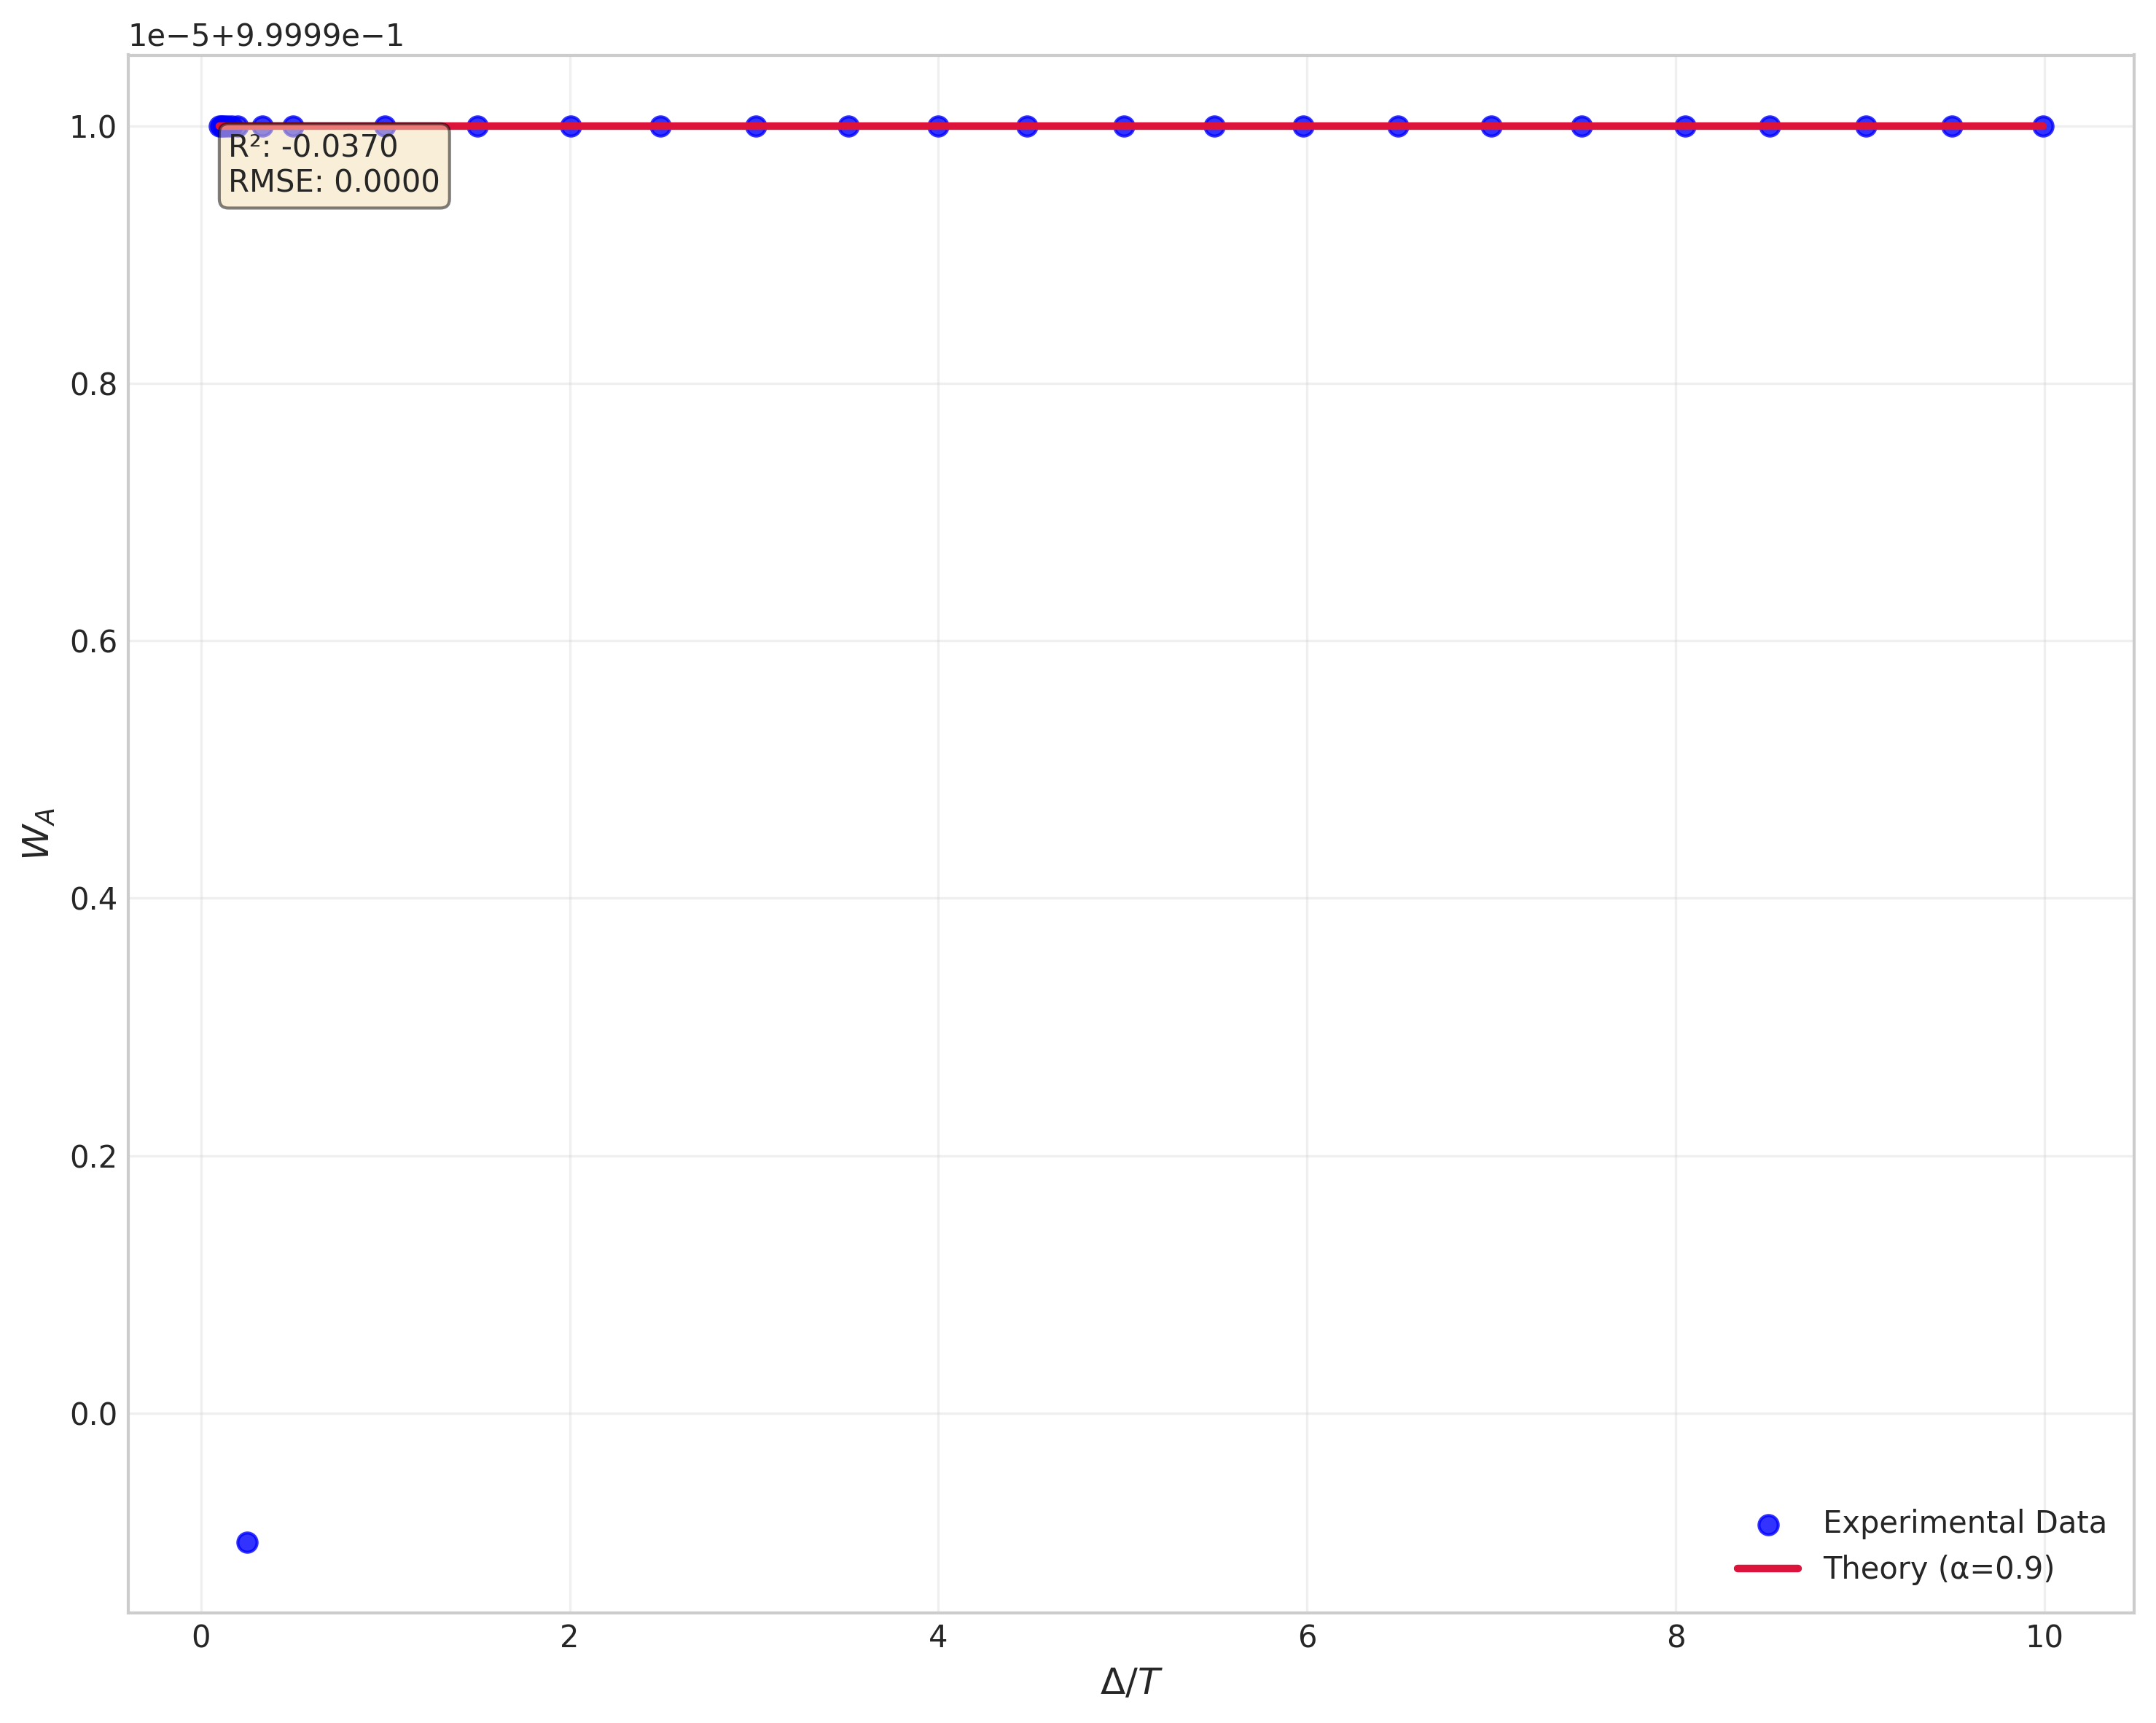 1e−5+9.9999e−1
1.0
R²: -0.0370
RMSE: 0.0000
0.8
0.6
W_A
0.4
0.2
0.0
Experimental Data
Theory (α=0.9)
0 2 4 6 8 10
Δ/T